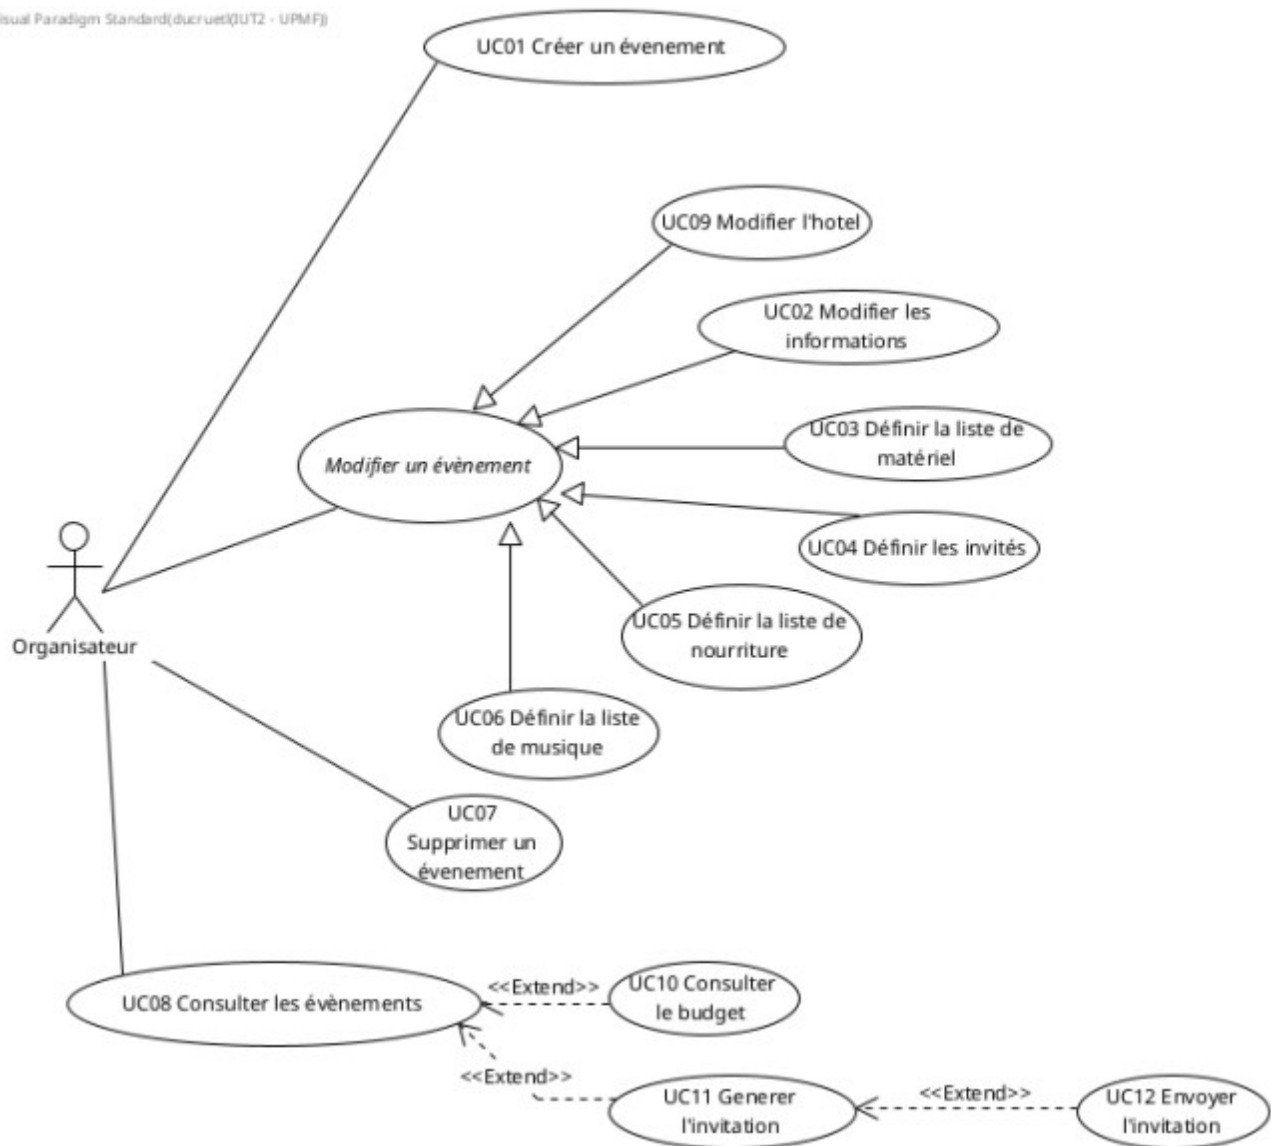 isual Paradigm Standard(ducruetl(IUT2 - UPMF))
UC01 Créer un évenement
UC09 Modifier l'hotel
UC02 Modifier les
informations
UC03 Définir la liste de
matériel
Modifier un évènement
UC04 Définir les invités
UC05 Définir la liste de
nourriture
Organisateur
UC06 Définir la liste
de musique
UC07
Supprimer un
évenement
UC08 Consulter les évènements
<<Extend>>
UC10 Consulter
le budget
<<Extend>>
UC11 Generer
l'invitation
<<Extend>>
UC12 Envoyer
l'invitation